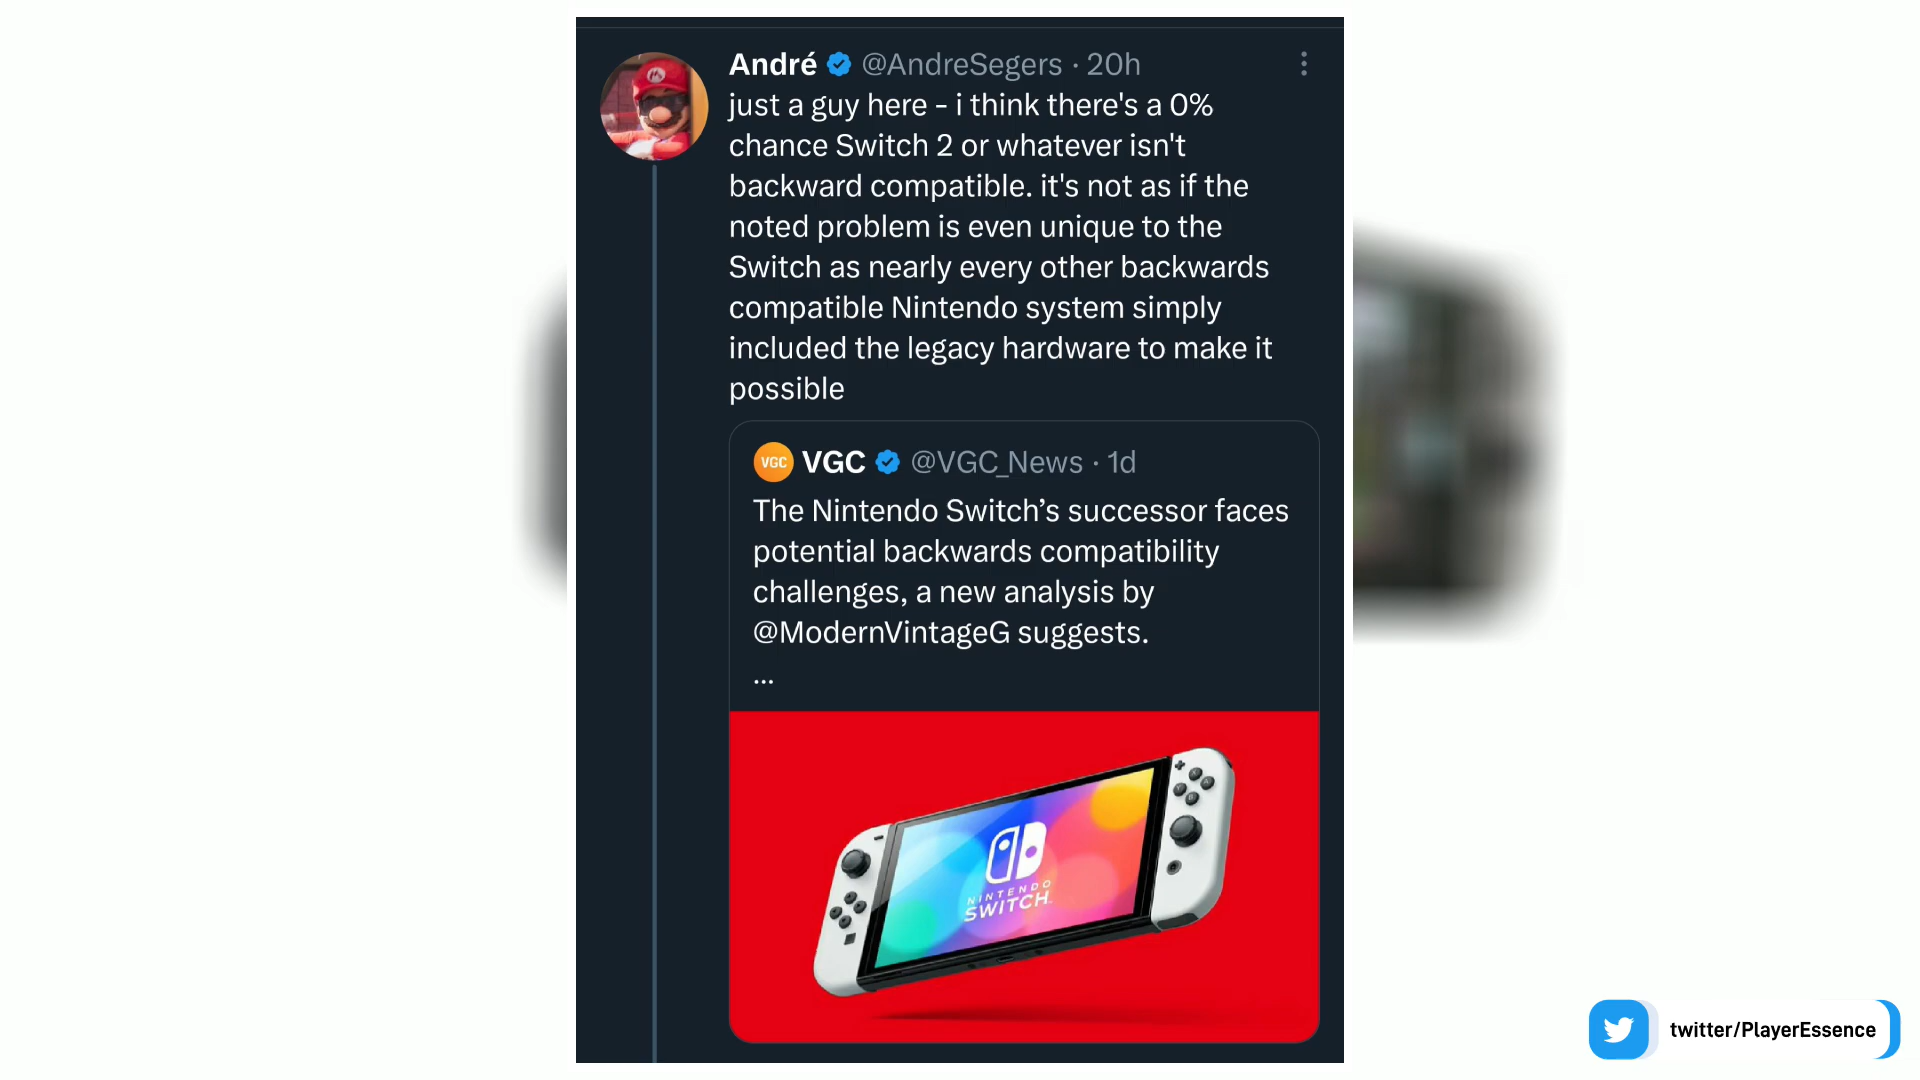 André @AndreSegers · 20h
just a guy here - i think there's a 0%
chance Switch 2 or whatever isn't
backward compatible. it's not as if the
noted problem is even unique to the
Switch as nearly every other backwards
compatible Nintendo system simply
included the legacy hardware to make it
possible
VGC VGC @VGC_News · 1d
The Nintendo Switch’s successor faces
potential backwards compatibility
challenges, a new analysis by
@ModernVintageG suggests.
...
NINTENDO
SWITCH
twitter/PlayerEssence